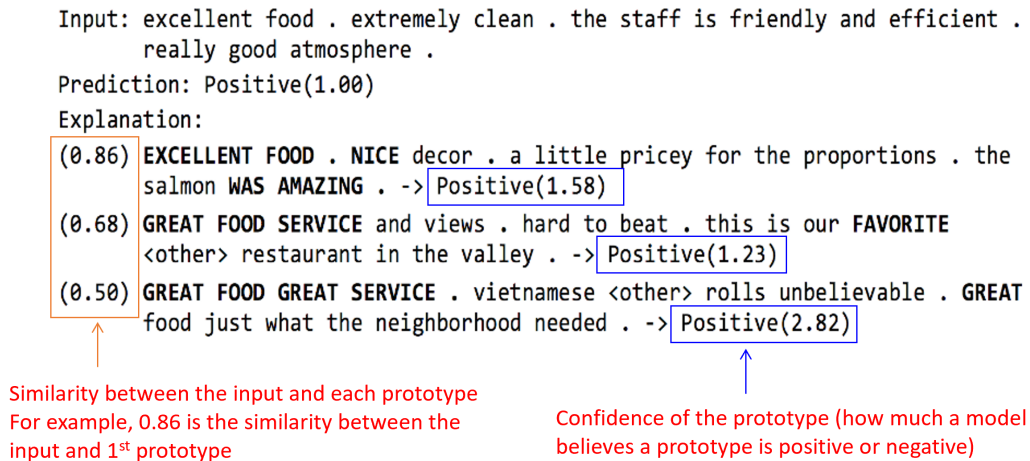 Input: excellent food . extremely clean . the staff is friendly and efficient .
really good atmosphere .
Prediction: Positive(1.00)
Explanation:
(0.86) EXCELLENT FOOD . NICE decor . a little pricey for the proportions . the
salmon WAS AMAZING . -> Positive(1.58)
(0.68) GREAT FOOD SERVICE and views . hard to beat . this is our FAVORITE
<other> restaurant in the valley . -> Positive(1.23)
(0.50) GREAT FOOD GREAT SERVICE . vietnamese <other> rolls unbelievable . GREAT
food just what the neighborhood needed . -> Positive(2.82)
Similarity between the input and each prototype
For example, 0.86 is the similarity between the
input and 1st prototype
Confidence of the prototype (how much a model
believes a prototype is positive or negative)